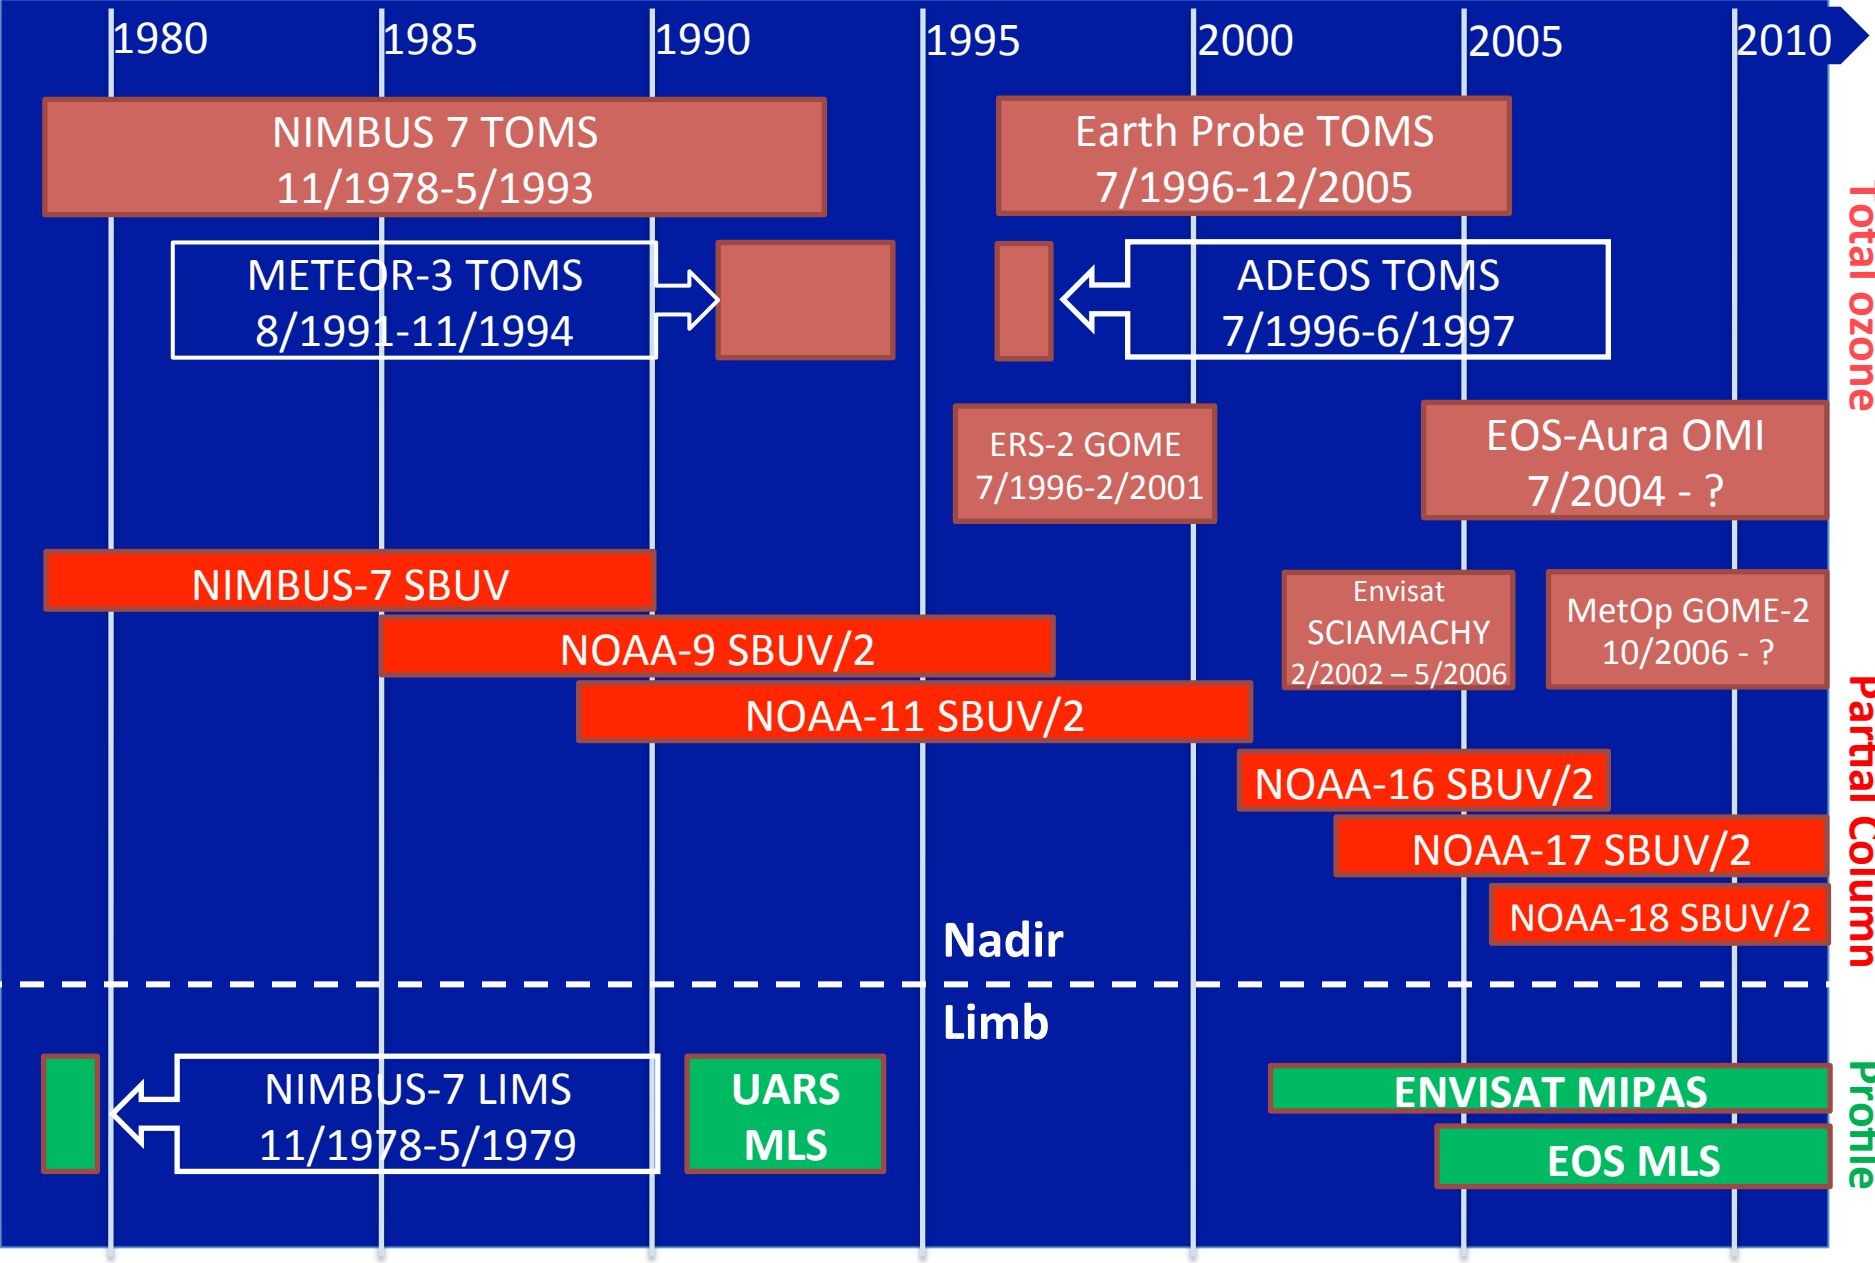 1980 1985 1990 1995 2000 2005 2010
NIMBUS 7 TOMS
11/1978-5/1993
Earth Probe TOMS
7/1996-12/2005
METEOR-3 TOMS
8/1991-11/1994
ADEOS TOMS
7/1996-6/1997
Total ozone
ERS-2 GOME
7/1996-2/2001
EOS-Aura OMI
7/2004 - ?
NIMBUS-7 SBUV
Envisat
SCIAMACHY
2/2002 – 5/2006
MetOp GOME-2
10/2006 - ?
NOAA-9 SBUV/2
NOAA-11 SBUV/2
NOAA-16 SBUV/2
NOAA-17 SBUV/2
NOAA-18 SBUV/2
Partial Column
Nadir
Limb
NIMBUS-7 LIMS
11/1978-5/1979
UARS
MLS
ENVISAT MIPAS
EOS MLS
Profile